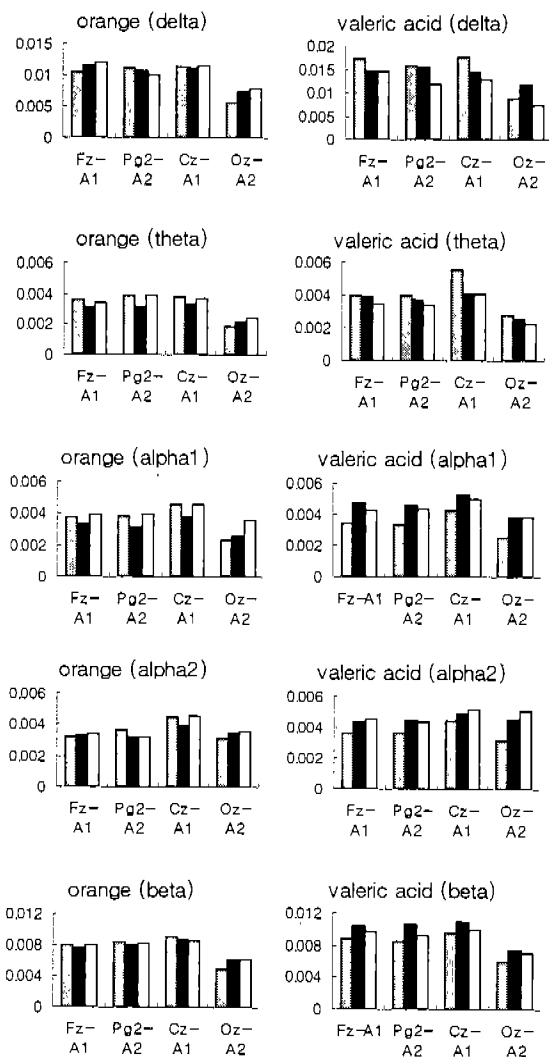 orange (delta)
0.015
0.01
0.005
0
Fz- Pg2- Cz- Oz-
A1 A2 A1 A2
valeric acid (delta)
0.02
0.015
0.01
0.005
0
Fz- Pg2- Cz- Oz-
A1 A2 A1 A2
orange (theta)
0.006
0.004
0.002
0
Fz- Pg2- Cz- Oz-
A1 A2 A1 A2
valeric acid (theta)
0.006
0.004
0.002
0
Fz- Pg2- Cz- Oz-
A1 A2 A1 A2
orange (alpha1)
0.006
0.004
0.002
0
Fz- Pg2- Cz- Oz-
A1 A2 A1 A2
valeric acid (alpha1)
0.006
0.004
0.002
0
Fz-A1 Pg2- Cz- Oz-
A2 A1 A2
orange (alpha2)
0.006
0.004
0.002
0
Fz- Pg2- Cz- Oz-
A1 A2 A1 A2
valeric acid (alpha2)
0.006
0.004
0.002
0
Fz- Pg2- Cz- Oz-
A1 A2 A1 A2
orange (beta)
0.012
0.008
0.004
0
Fz- Pg2- Cz- Oz-
A1 A2 A1 A2
valeric acid (beta)
0.012
0.008
0.004
0
Fz-A1 Pg2- Cz- Oz-
A2 A1 A2